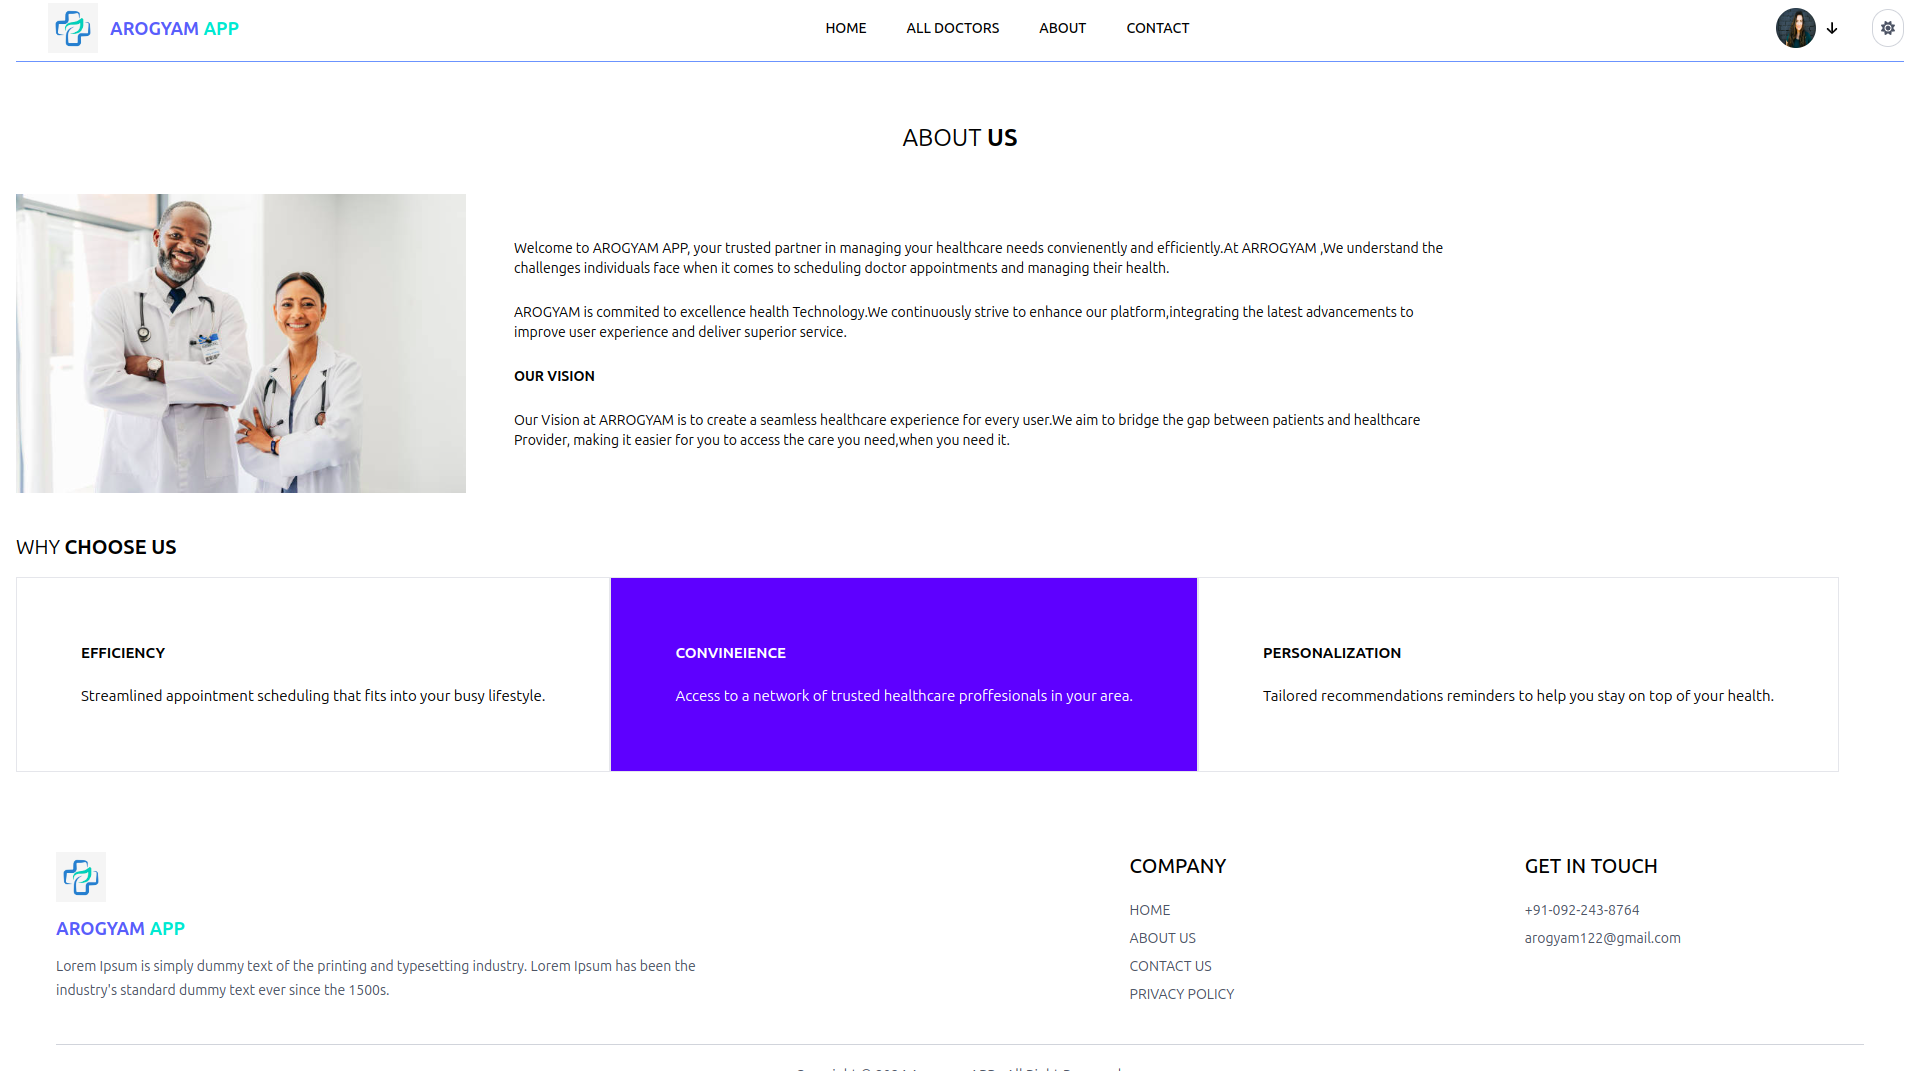 AROGYAM APP
HOME
ALL DOCTORS
ABOUT
CONTACT
ABOUT US
Welcome to AROGYAM APP, your trusted partner in managing your healthcare needs convienently and efficiently.At ARROGYAM ,We understand the
challenges individuals face when it comes to scheduling doctor appointments and managing their health.
AROGYAM is commited to excellence health Technology.We continuously strive to enhance our platform,integrating the latest advancements to
improve user experience and deliver superior service.
OUR VISION
Our Vision at ARROGYAM is to create a seamless healthcare experience for every user.We aim to bridge the gap between patients and healthcare
Provider, making it easier for you to access the care you need,when you need it.
WHY CHOOSE US
EFFICIENCY
Streamlined appointment scheduling that fits into your busy lifestyle.
CONVINEIENCE
Access to a network of trusted healthcare proffesionals in your area.
PERSONALIZATION
Tailored recommendations reminders to help you stay on top of your health.
AROGYAM APP
Lorem Ipsum is simply dummy text of the printing and typesetting industry. Lorem Ipsum has been the
industry's standard dummy text ever since the 1500s.
COMPANY
HOME
ABOUT US
CONTACT US
PRIVACY POLICY
GET IN TOUCH
+91-092-243-8764
arogyam122@gmail.com